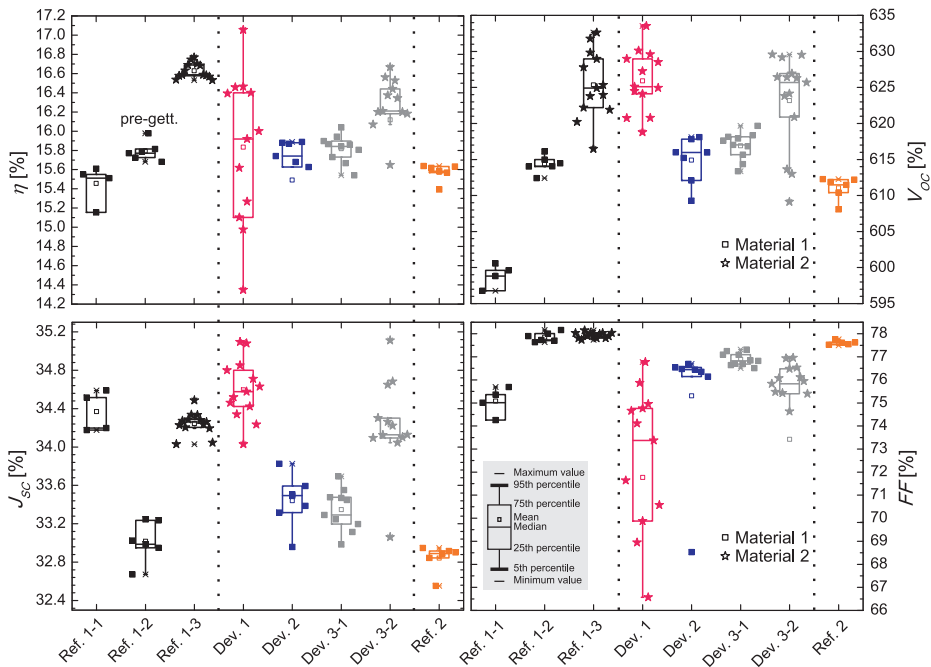 η [%]
17.2
17.0
16.8
16.6
16.4
16.2
16.0
15.8
15.6
15.4
15.2
15.0
14.8
14.6
14.4
14.2
pre-gett.
635
630
625
620
615
610
605
600
595
V_OC [%]
Material 1
Material 2
J_SC [%]
35.2
34.8
34.4
34.0
33.6
33.2
32.8
32.4
Maximum value
95th percentile
75th percentile
Mean
Median
25th percentile
5th percentile
Minimum value
Material 1
Material 2
78
77
76
75
74
73
72
71
70
69
68
67
66
FF [%]
Ref. 1-1
Ref. 1-2
Ref. 1-3
Dev. 1
Dev. 2
Dev. 3-1
Dev. 3-2
Ref. 2
Ref. 1-1
Ref. 1-2
Ref. 1-3
Dev. 1
Dev. 2
Dev. 3-1
Dev. 3-2
Ref. 2